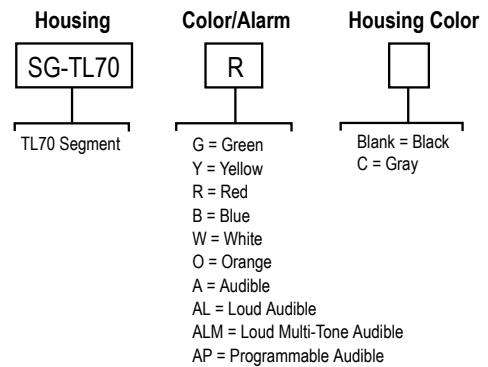 Housing
Color/Alarm
Housing Color
SG-TL70
R
TL70 Segment
G = Green
Y = Yellow
R = Red
B = Blue
W = White
O = Orange
A = Audible
AL = Loud Audible
ALM = Loud Multi-Tone Audible
AP = Programmable Audible
Blank = Black
C = Gray